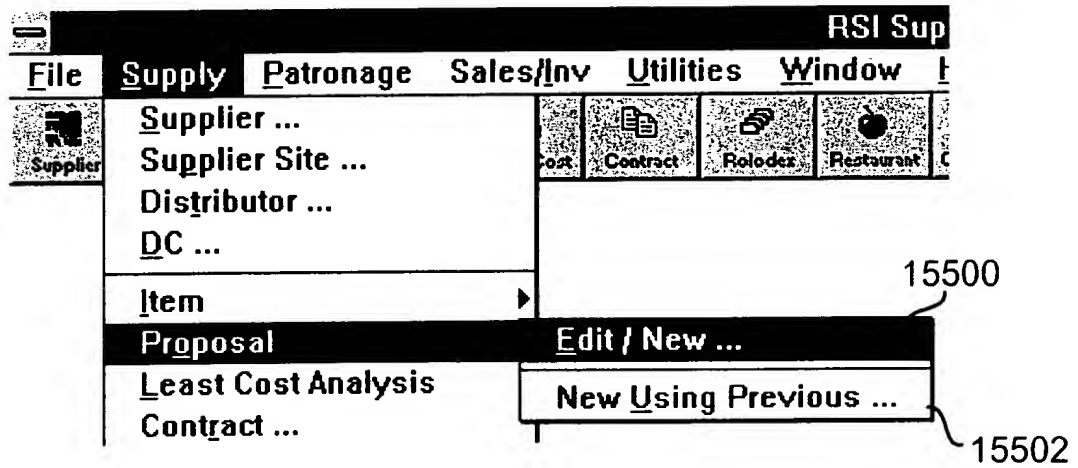 RSI Sup
File Supply Patronage Sales/Inv Utilities Window
Supplier Cost Contract Rolodex Restaurant
Supplier ...
Supplier Site ...
Distributor ...
DC ...
15500
Item
Proposal Edit / New ...
Least Cost Analysis New Using Previous ...
Contract ...
15502